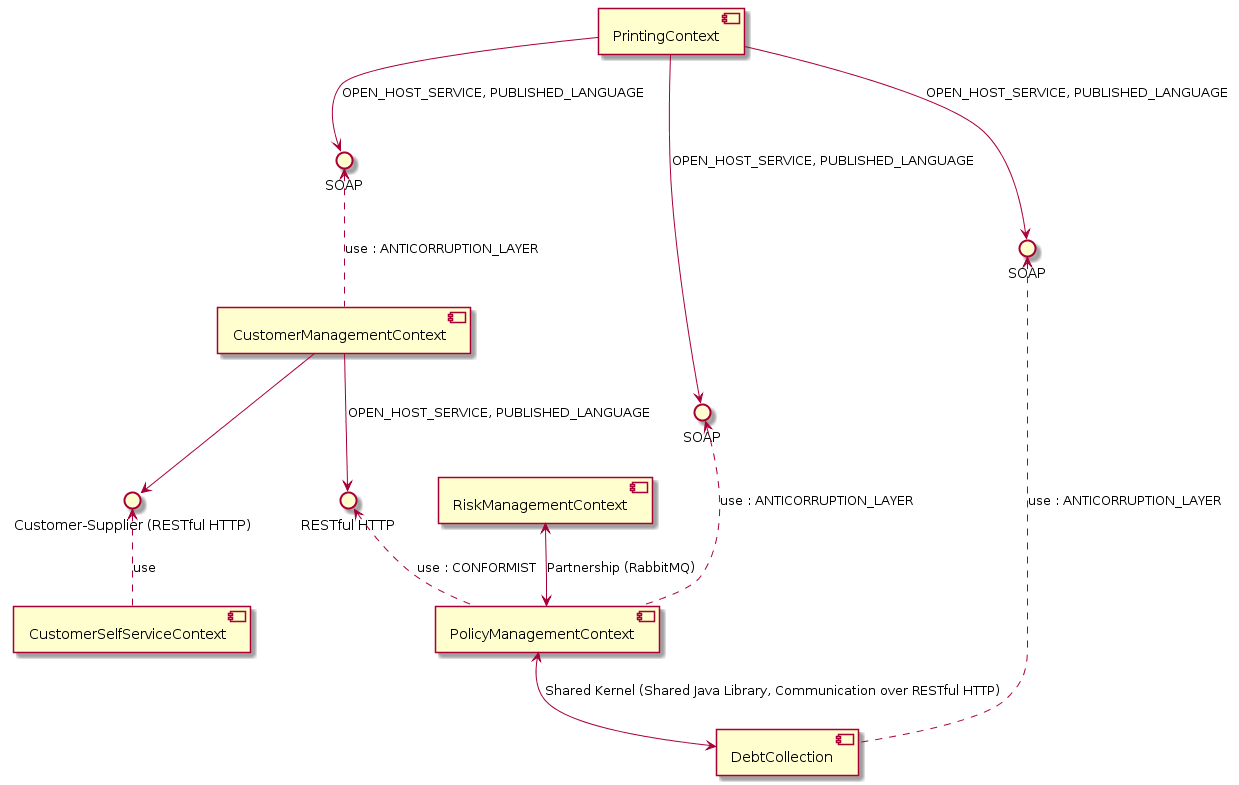 PrintingContext
OPEN_HOST_SERVICE, PUBLISHED_LANGUAGE
OPEN_HOST_SERVICE, PUBLISHED_LANGUAGE
OPEN_HOST_SERVICE, PUBLISHED_LANGUAGE
SOAP
use : ANTICORRUPTION_LAYER
SOAP
CustomerManagementContext
OPEN_HOST_SERVICE, PUBLISHED_LANGUAGE
SOAP
RiskManagementContext
use : ANTICORRUPTION_LAYER
use : ANTICORRUPTION_LAYER
Customer-Supplier (RESTful HTTP)
RESTful HTTP
use
use : CONFORMIST
Partnership (RabbitMQ)
CustomerSelfServiceContext
PolicyManagementContext
Shared Kernel (Shared Java Library, Communication over RESTful HTTP)
DebtCollection